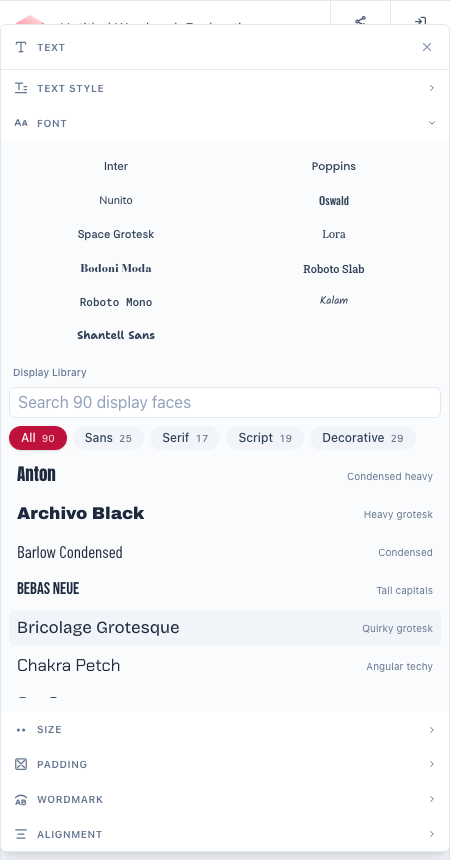 TEXT
TEXT STYLE
FONT
Inter Poppins
Nunito Oswald
Space Grotesk Lora
Bodoni Moda Roboto Slab
Roboto Mono Kalam
Shantell Sans
Display Library
Search 90 display faces
All 90 Sans 25 Serif 17 Script 19 Decorative 29
Anton Condensed heavy
Archivo Black Heavy grotesk
Barlow Condensed Condensed
BEBAS NEUE Tall capitals
Bricolage Grotesque Quirky grotesk
Chakra Petch Angular techy
SIZE
PADDING
WORDMARK
ALIGNMENT